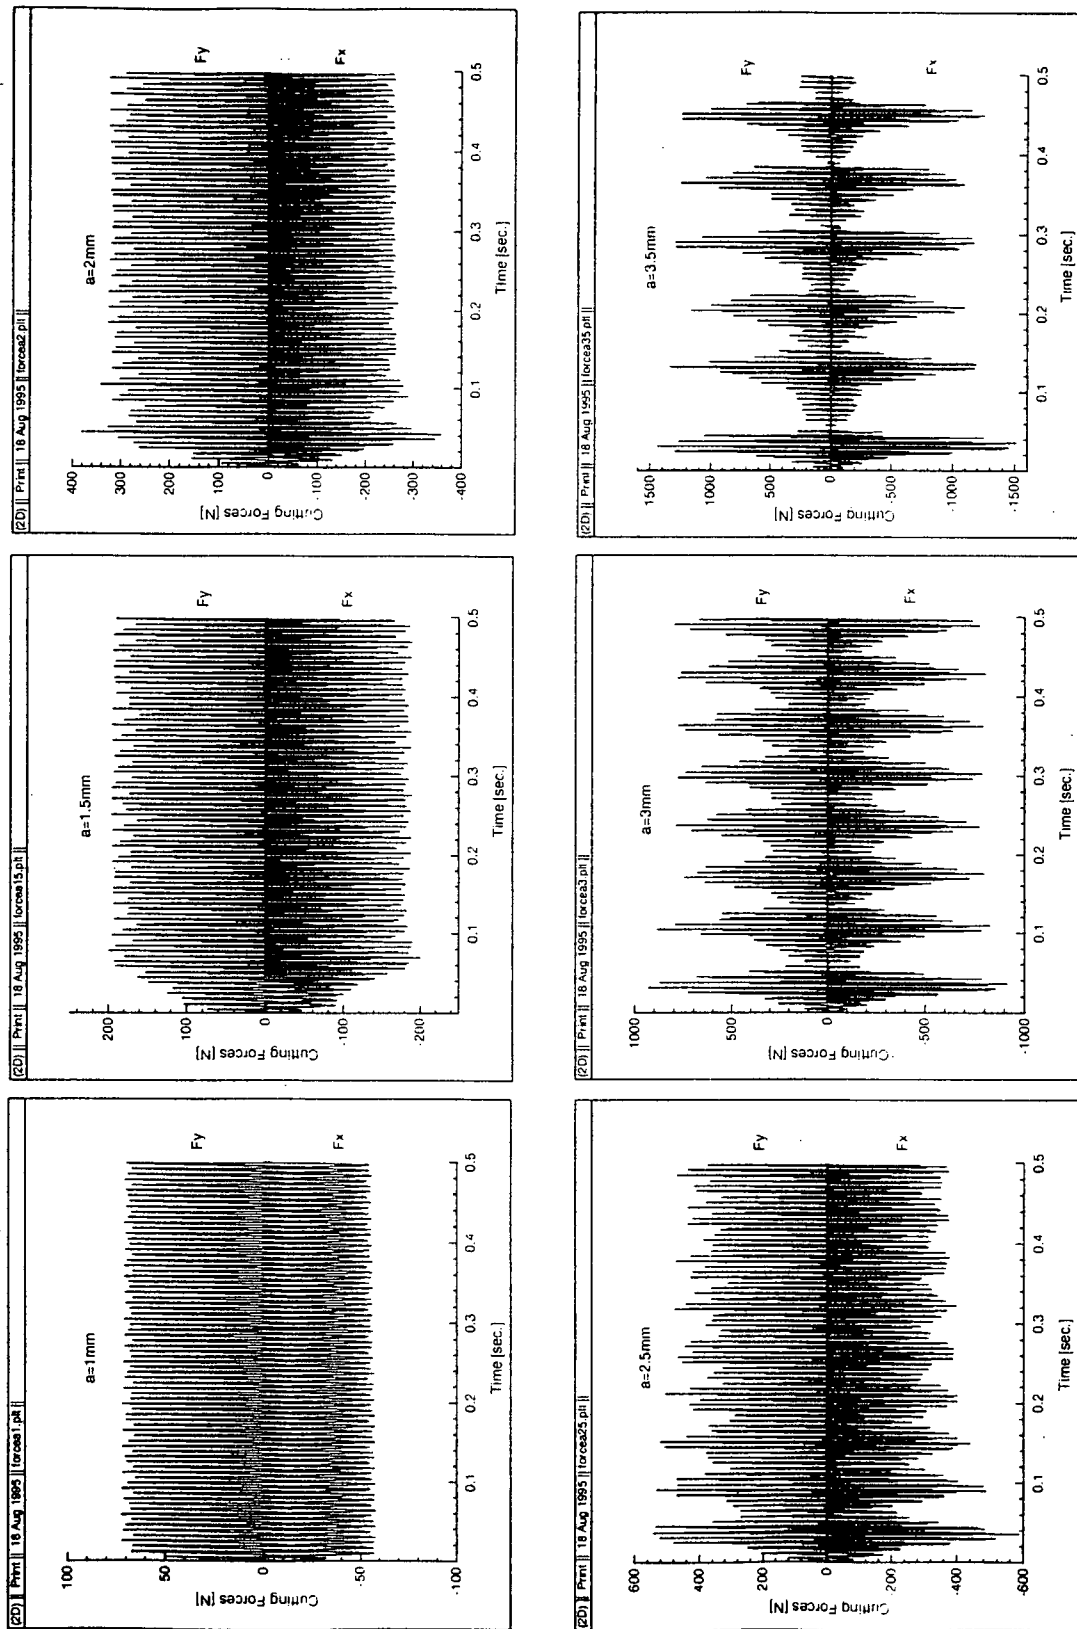 (2D) || Print || 18 Aug 1995 || forcea1.plt ||
a=1mm
100
50
0
-50
-100
Cutting Forces [N]
Fy
Fx
0.1
0.2
0.3
0.4
0.5
Time [sec.]
(2D) || Print || 18 Aug 1995 || forcea15.plt ||
a=1.5mm
200
100
0
-100
-200
Cutting Forces [N]
Fy
Fx
0.1
0.2
0.3
0.4
0.5
Time [sec.]
(2D) || Print || 18 Aug 1995 || forcea2.plt ||
a=2mm
400
300
200
100
0
-100
-200
-300
-400
Cutting Forces [N]
Fy
Fx
0.1
0.2
0.3
0.4
0.5
Time [sec.]
(2D) || Print || 18 Aug 1995 || forcea25.plt ||
a=2.5mm
600
400
200
0
-200
-400
-600
Cutting Forces [N]
Fy
Fx
0.1
0.2
0.3
0.4
0.5
Time [sec.]
(2D) || Print || 18 Aug 1995 || forcea3.plt ||
a=3mm
1000
500
0
-500
-1000
Cutting Forces [N]
Fy
Fx
0.1
0.2
0.3
0.4
0.5
Time [sec.]
(2D) || Print || 18 Aug 1995 || forcea35.plt ||
a=3.5mm
1500
1000
500
0
-500
-1000
-1500
Cutting Forces [N]
Fy
Fx
0.1
0.2
0.3
0.4
0.5
Time [sec.]